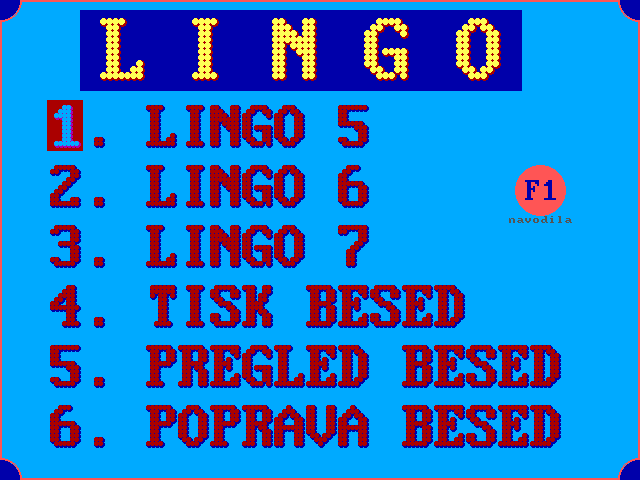 L I N G O
1. LINGO 5
2. LINGO 6
F1
navodila
3. LINGO 7
4. TISK BESED
5. PREGLED BESED
6. POPRAVA BESED